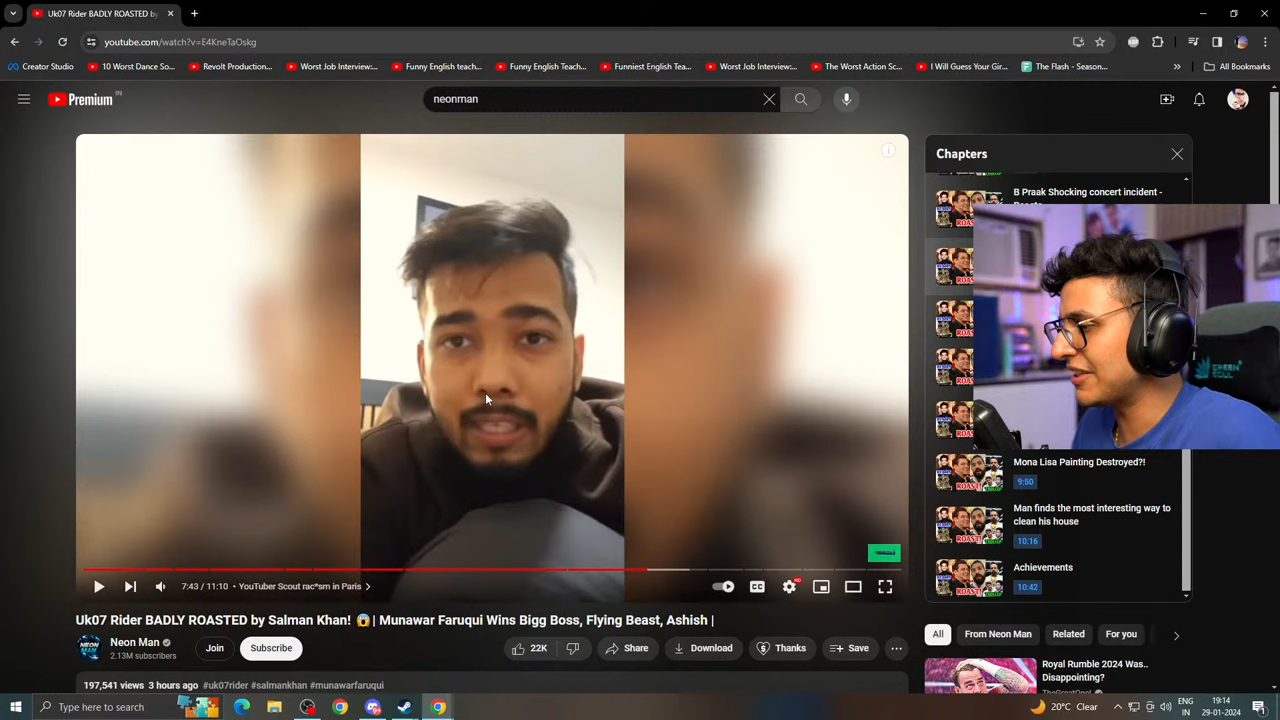 Uk07 Rider BADLY ROASTED by
youtube.com/watch?v=E4KneTaOskg
Creator Studio
10 Worst Dance So...
Revolt Production...
Worst Job Interview:...
Funny English teach...
Funny English Teac...
Funniest English Tea...
Worst Job Interview:...
The Worst Action Sc...
I Will Guess Your Gir...
The Flash - Season...
»
All Bookmarks
Premium IN
neonman
Chapters
B Praak Shocking concert incident -
Mona Lisa Painting Destroyed?!
9:50
Man finds the most interesting way to
clean his house
10:16
Achievements
10:42
7:43 / 11:10 • YouTuber Scout rac*sm in Paris >
CC
HD
Uk07 Rider BADLY ROASTED by Salman Khan! 😱| Munawar Faruqui Wins Bigg Boss, Flying Beast, Ashish |
Neon Man
2.13M subscribers
Join
Subscribe
22K
Share
Download
Thanks
Save
197,541 views 3 hours ago #uk07rider #salmankhan #munawarfaruqui
All
From Neon Man
Related
For you
Royal Rumble 2024 Was..
Disappointing?
TheGreatOne!
Type here to search
20°C Clear
ENG
IN
19:14
29-01-2024
GREEN
SOUL